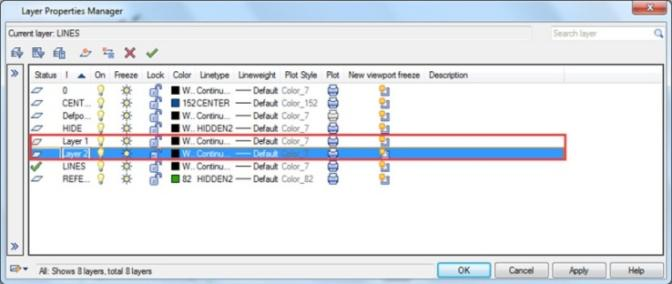 Layer Properties Manager
Current layer: LINES
Search layer
Status I On Freeze Lock Color Linetype Lineweight Plot Style Plot New viewport freeze Description
0 W.. Continu... Default Color_7
CENT... 152 CENTER Default Color_152
Defpo... W.. Continu... Default Color_7
HIDE W.. HIDDEN2 Default Color_7
Layer 1 W.. Continu... Default Color_7
Layer 2 W.. Continu... Default
LINES W.. Continu... Default Color_7
REFE... 82 HIDDEN2 Default Color_82
All: Shows 8 layers, total 8 layers
OK Cancel Apply Help